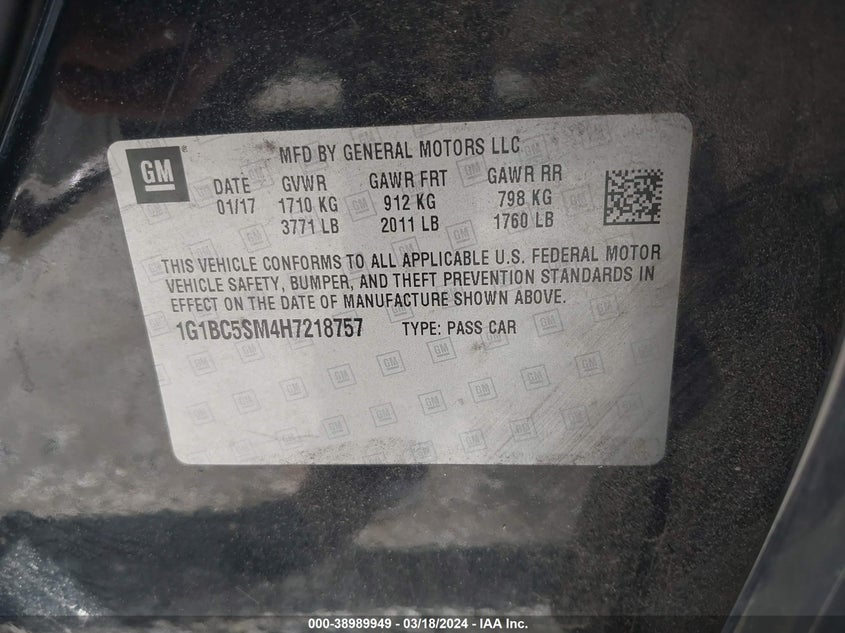 GM
MFD BY GENERAL MOTORS LLC
DATE GVWR GAWR FRT GAWR RR
01/17 1710 KG 912 KG 798 KG
3771 LB 2011 LB 1760 LB
THIS VEHICLE CONFORMS TO ALL APPLICABLE U.S. FEDERAL MOTOR
VEHICLE SAFETY, BUMPER, AND THEFT PREVENTION STANDARDS IN
EFFECT ON THE DATE OF MANUFACTURE SHOWN ABOVE.
1G1BC5SM4H7218757 TYPE: PASS CAR
000-38989949 - 03/18/2024 - IAA Inc.